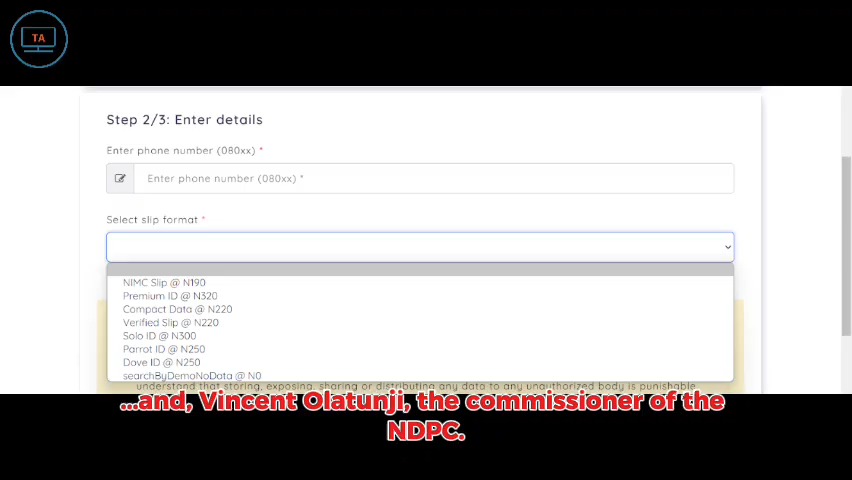 TA
Step 2/3: Enter details
Enter phone number (080xx) *
Enter phone number (080xx) *
Select slip format *
NIMC Slip @ N190
Premium ID @ N320
Compact Data @ N220
Verified Slip @ N220
Solo ID @ N300
Parrot ID @ N250
Dove ID @ N250
searchByDemoNoData @ N0
understand that storing, exposing, sharing or distributing any data to any unauthorized body is punishable
...and, Vincent Olatunji, the commissioner of the
NDPC.